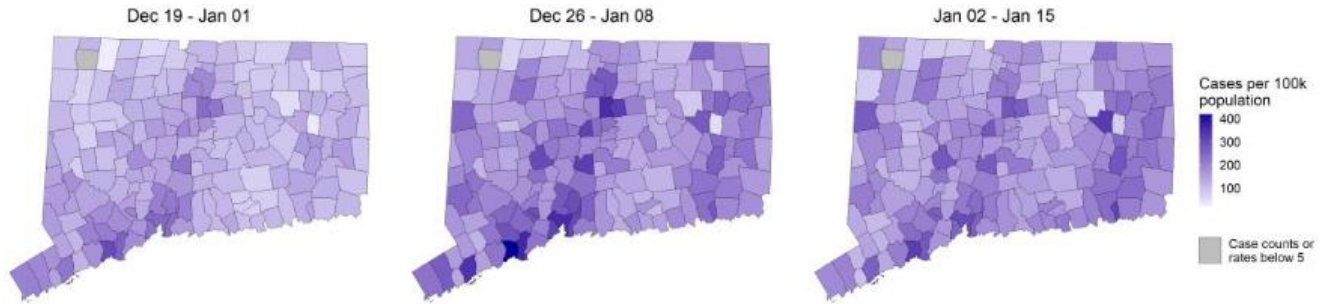 Dec 19 - Jan 01
Dec 26 - Jan 08
Jan 02 - Jan 15
Cases per 100k
population
400
300
200
100
Case counts or
rates below 5